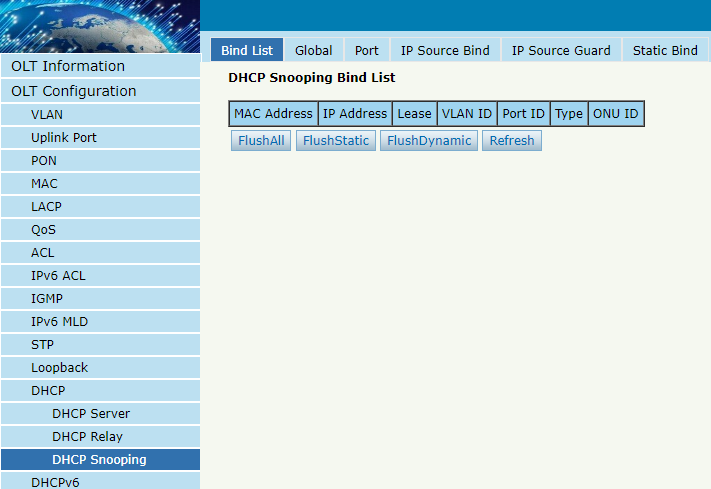 Bind List Global Port IP Source Bind IP Source Guard Static Bind
OLT Information
OLT Configuration
VLAN
Uplink Port
PON
MAC
LACP
QoS
ACL
IPv6 ACL
IGMP
IPv6 MLD
STP
Loopback
DHCP
DHCP Server
DHCP Relay
DHCP Snooping
DHCPv6
DHCP Snooping Bind List
MAC Address IP Address Lease VLAN ID Port ID Type ONU ID
FlushAll FlushStatic FlushDynamic Refresh